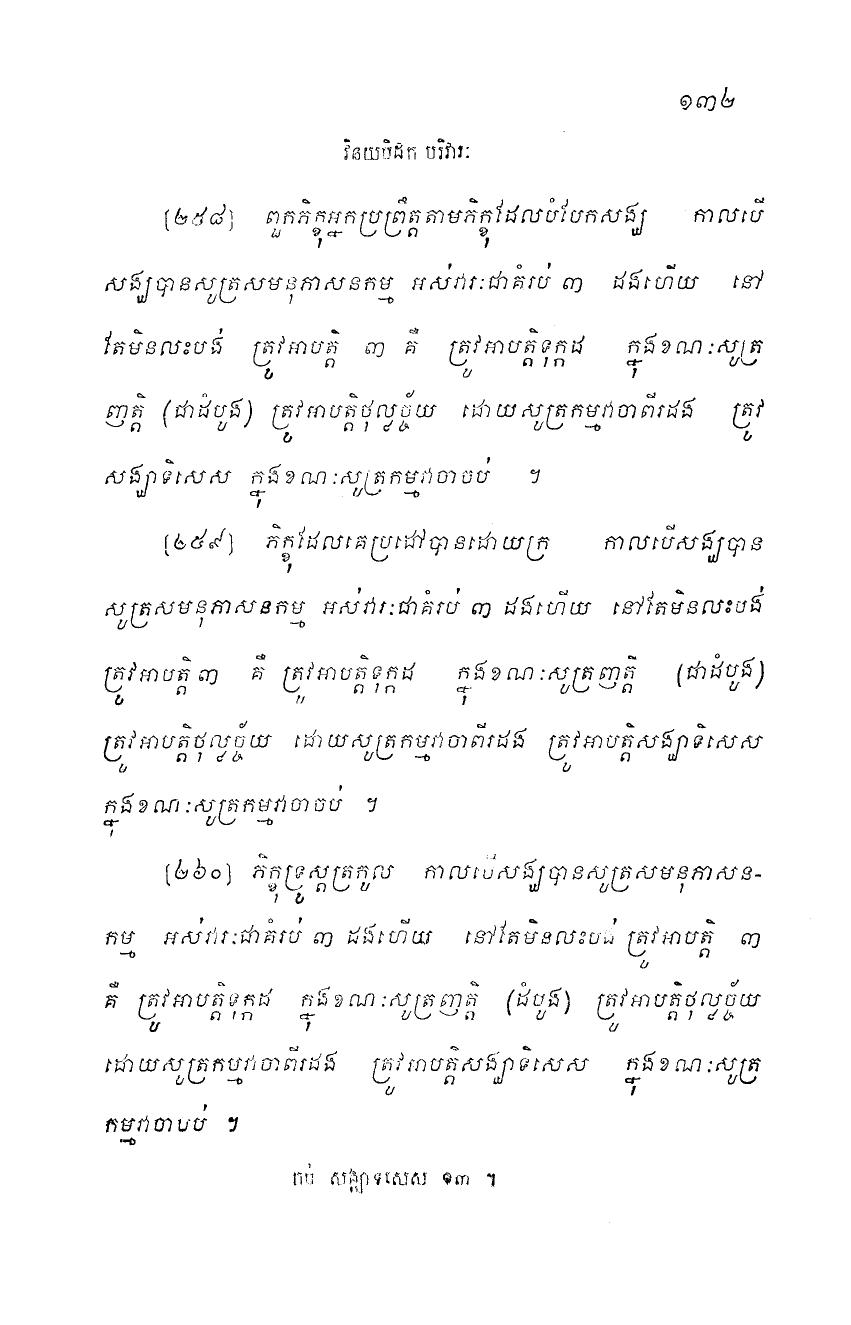 ១៣២
វិនយបិដក បរិវារៈ
[២៥៨] ពួកភិក្ខុអ្នកប្រព្រឹត្តតាមភិក្ខុដែលបំបែកសង្ឃ កាលបើ
សង្ឃបានសូត្រសមនុភាសនកម្ម អស់វារៈជាគំរប់ ៣ ដងហើយ នៅ
តែមិនលះបង់ ត្រូវអាបត្តិ ៣ គឺ ត្រូវអាបត្តិទុក្កដ ក្នុងខណៈសូត្រ
ញត្តិ (ជាដំបូង) ត្រូវអាបត្តិថុល្លច្ច័យ ដោយសូត្រកម្មវាចាពីរដង ត្រូវ
សង្ឃាទិសេស ក្នុងខណៈសូត្រកម្មវាចាចប់ ។
[២៥៩] ភិក្ខុដែលគេប្រដៅបានដោយក្រ កាលបើសង្ឃបាន
សូត្រសមនុភាសនកម្ម អស់វារៈជាគំរប់ ៣ ដងហើយ នៅតែមិនលះបង់
ត្រូវអាបត្តិ ៣ គឺ ត្រូវអាបត្តិទុក្កដ ក្នុងខណៈសូត្រញត្តិ (ជាដំបូង)
ត្រូវអាបត្តិថុល្លច្ច័យ ដោយសូត្រកម្មវាចាពីរដង ត្រូវអាបត្តិសង្ឃាទិសេស
ក្នុងខណៈសូត្រកម្មវាចាចប់ ។
[២៦០] ភិក្ខុទ្រុស្តត្រកូល កាលបើសង្ឃបានសូត្រសមនុភាសន-
កម្ម អស់វារៈជាគំរប់ ៣ ដងហើយ នៅតែមិនលះបង់ ត្រូវអាបត្តិ ៣
គឺ ត្រូវអាបត្តិទុក្កដ ក្នុងខណៈសូត្រញត្តិ (ដំបូង) ត្រូវអាបត្តិថុល្លច្ច័យ
ដោយសូត្រកម្មវាចាពីរដង ត្រូវអាបត្តិសង្ឃាទិសេស ក្នុងខណៈសូត្រ
កម្មវាចាចប់ ។
ចប់ សង្ឃាទិសេស ១៣ ។